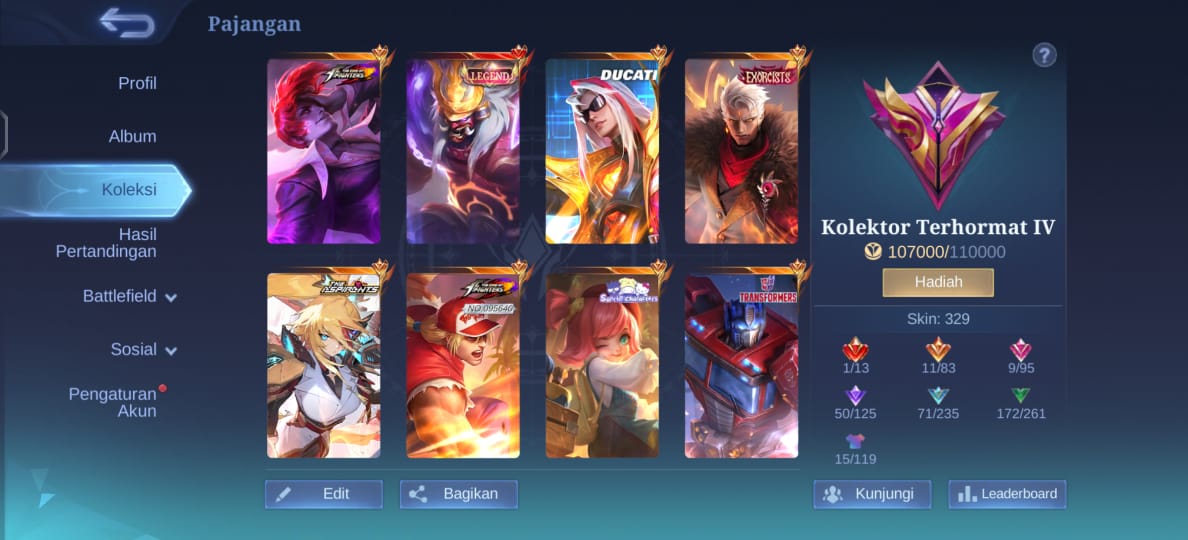 Pajangan
Profil
Album
Koleksi
Hasil
Pertandingan
Battlefield
Sosial
Pengaturan
Akun
THE KING OF FIGHTERS
LEGEND
DUCATI
EXORCISTS
THE ASPIRANTS
THE KING OF FIGHTERS
NO.095640
Sanrio characters
TRANSFORMERS
Edit
Bagikan
?
Kolektor Terhormat IV
107000/110000
Hadiah
Skin: 329
1/13
11/83
9/95
50/125
71/235
172/261
15/119
Kunjungi
Leaderboard